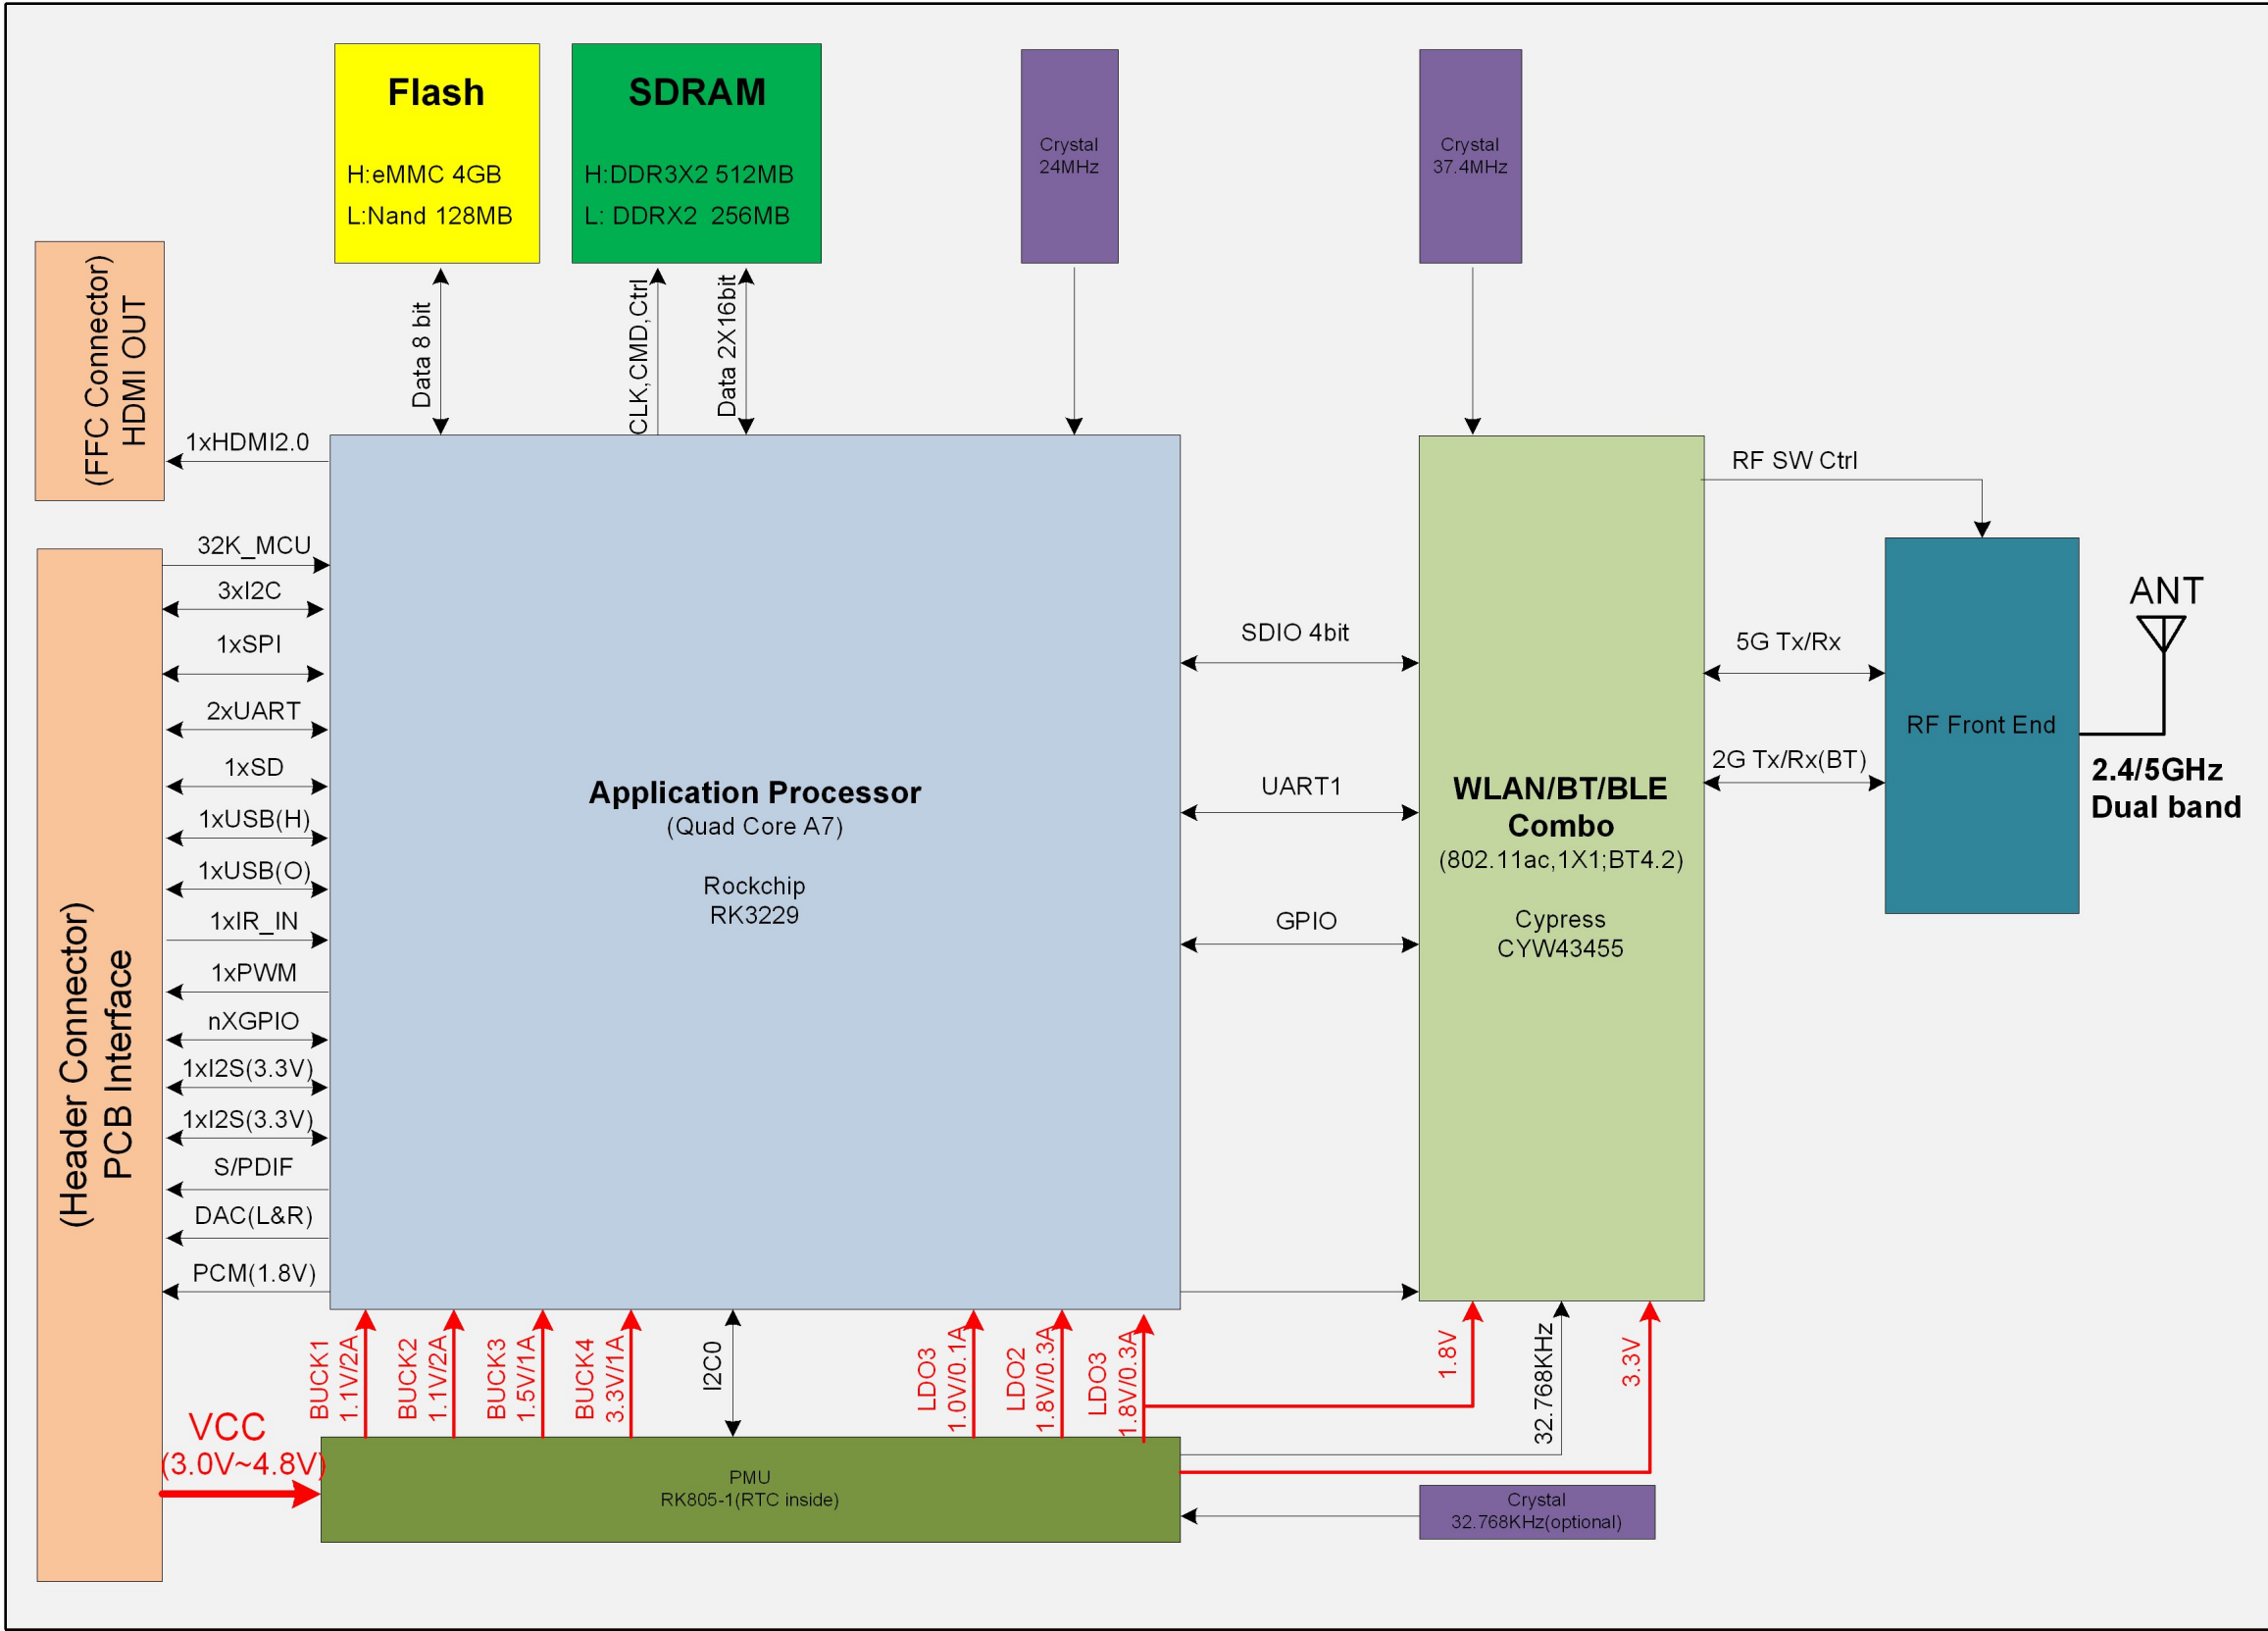 Flash
H:eMMC 4GB
L:Nand 128MB
SDRAM
H:DDR3X2 512MB
L: DDRX2 256MB
Crystal
24MHz
Crystal
37.4MHz
(FFC Connector)
HDMI OUT
Data 8 bit
CLK,CMD,Ctrl
Data 2X16bit
1xHDMI2.0
32K_MCU
3xI2C
1xSPI
2xUART
1xSD
1xUSB(H)
1xUSB(O)
1xIR_IN
1xPWM
nXGPIO
1xI2S(3.3V)
1xI2S(3.3V)
S/PDIF
DAC(L&R)
PCM(1.8V)
(Header Connector)
PCB Interface
Application Processor
(Quad Core A7)
Rockchip
RK3229
SDIO 4bit
UART1
GPIO
WLAN/BT/BLE
Combo
(802.11ac,1X1;BT4.2)
Cypress
CYW43455
RF SW Ctrl
5G Tx/Rx
2G Tx/Rx(BT)
RF Front End
ANT
2.4/5GHz
Dual band
BUCK1
1.1V/2A
BUCK2
1.1V/2A
BUCK3
1.5V/1A
BUCK4
3.3V/1A
I2C0
LDO3
1.0V/0.1A
LDO2
1.8V/0.3A
LDO3
1.8V/0.3A
1.8V
32.768KHz
3.3V
VCC
(3.0V~4.8V)
PMU
RK805-1(RTC inside)
Crystal
32.768KHz(optional)